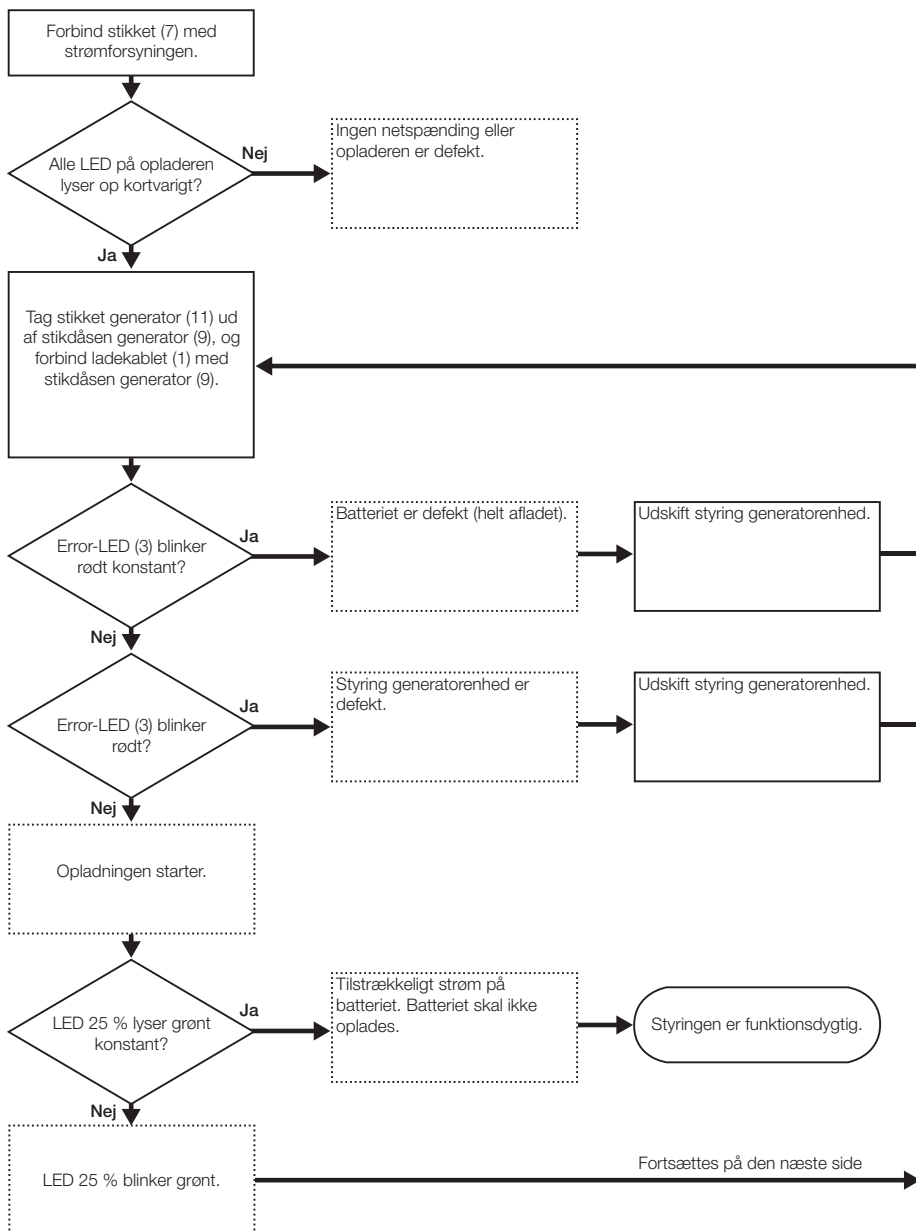 Forbind stikket (7) med
strømforsyningen.
Alle LED på opladeren
lyser op kortvarigt?
Nej
Ingen netspænding eller
opladeren er defekt.
Ja
Tag stikket generator (11) ud
af stikdåsen generator (9), og
forbind ladekablet (1) med
stikdåsen generator (9).
Error-LED (3) blinker
rødt konstant?
Ja
Batteriet er defekt (helt afladet).
Udskift styring generatorenhed.
Nej
Error-LED (3) blinker
rødt?
Ja
Styring generatorenhed er
defekt.
Udskift styring generatorenhed.
Nej
Opladningen starter.
LED 25 % lyser grønt
konstant?
Ja
Tilstrækkeligt strøm på
batteriet. Batteriet skal ikke
oplades.
Styringen er funktionsdygtig.
Nej
LED 25 % blinker grønt.
Fortsættes på den næste side